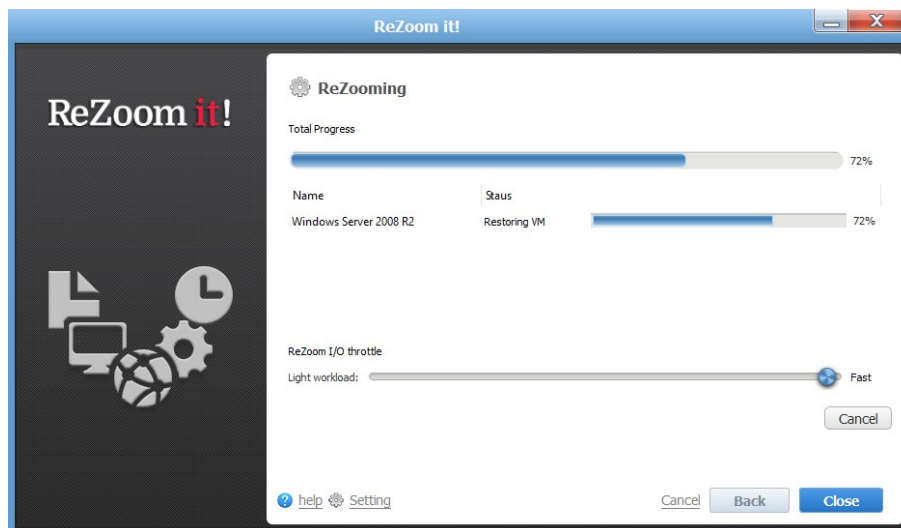 ReZoom it!
ReZoom it!
ReZooming
Total Progress
72%
Name Staus
Windows Server 2008 R2 Restoring VM 72%
ReZoom I/O throttle
Light workload: Fast
Cancel
help Setting Cancel Back Close